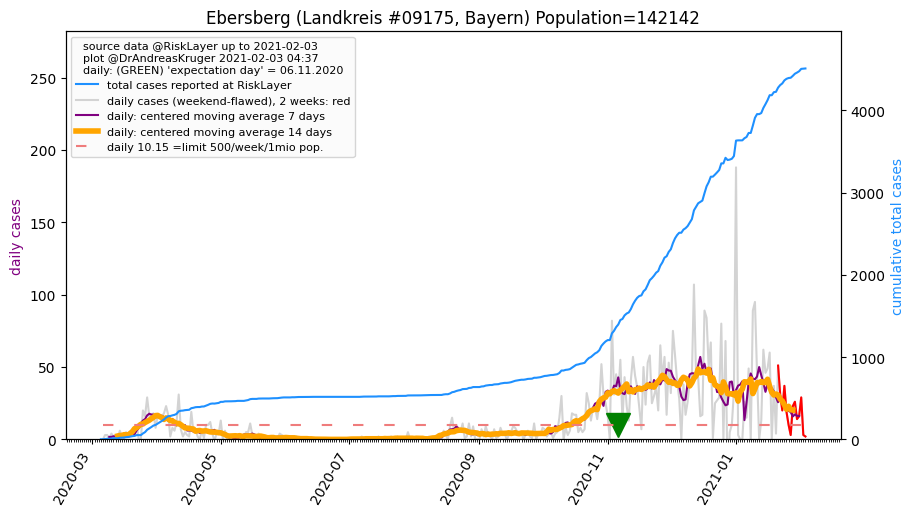 Ebersberg (Landkreis #09175, Bayern) Population=142142
source data @RiskLayer up to 2021-02-03
plot @DrAndreasKruger 2021-02-03 04:37
daily: (GREEN) 'expectation day' = 06.11.2020
total cases reported at RiskLayer
daily cases (weekend-flawed), 2 weeks: red
daily: centered moving average 7 days
daily: centered moving average 14 days
daily 10.15 =limit 500/week/1mio pop.
daily cases
250
200
150
100
50
0
cumulative total cases
4000
3000
2000
1000
0
2020-03
2020-05
2020-07
2020-09
2020-11
2021-01